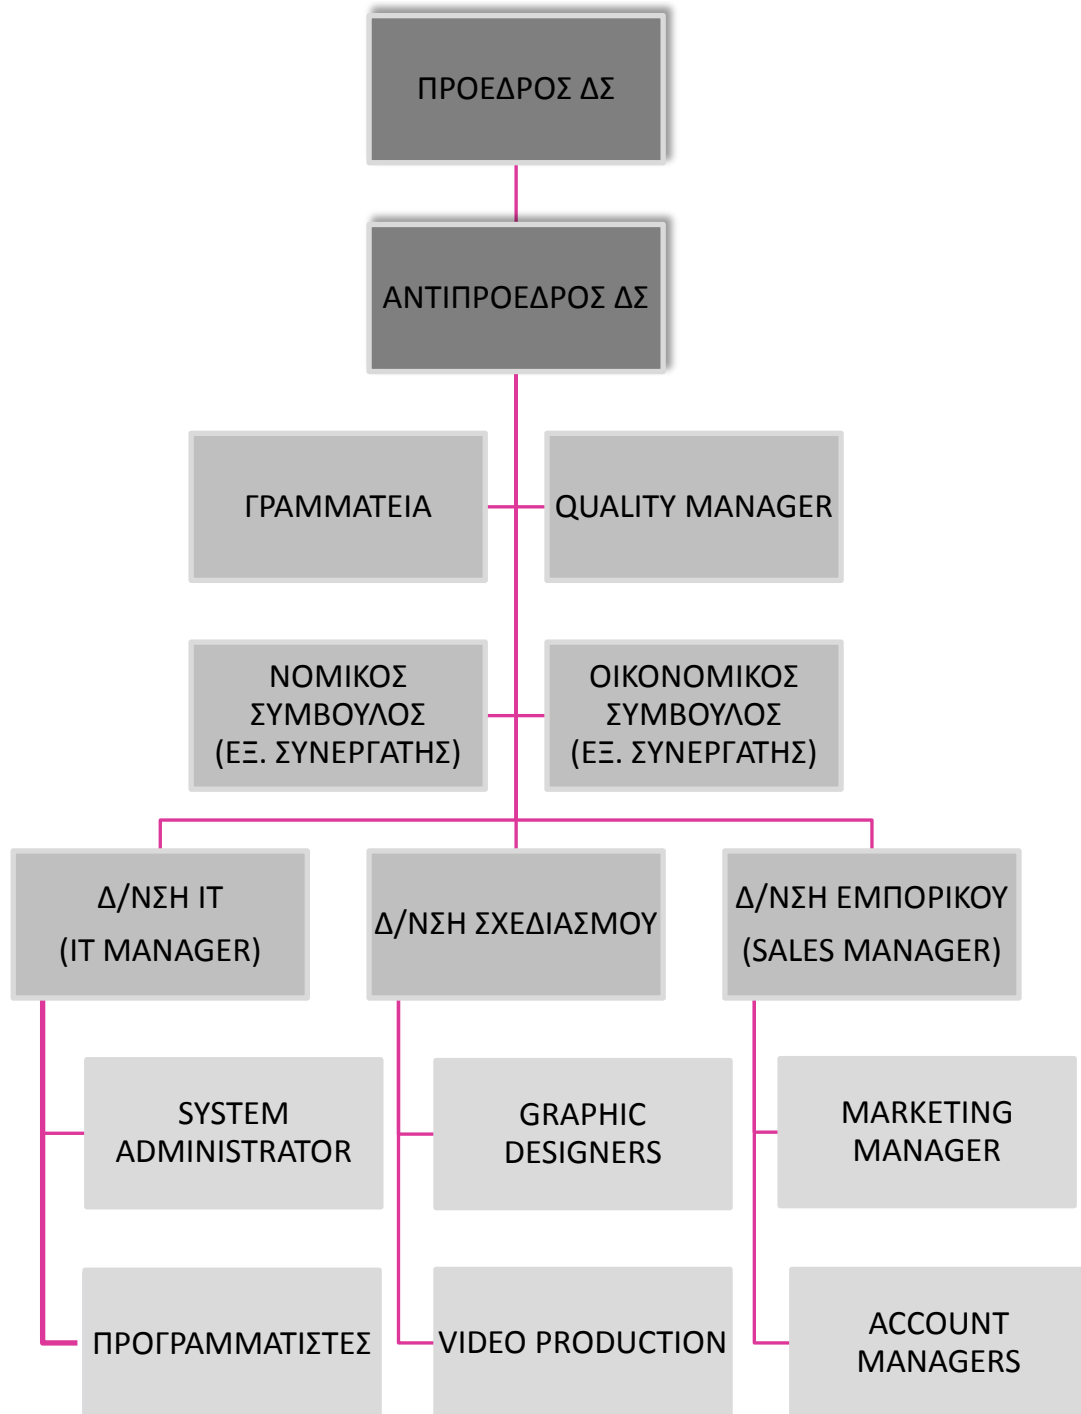 ΠΡΟΕΔΡΟΣ ΔΣ
ΑΝΤΙΠΡΟΕΔΡΟΣ ΔΣ
ΓΡΑΜΜΑΤΕΙΑ
QUALITY MANAGER
ΝΟΜΙΚΟΣ
ΣΥΜΒΟΥΛΟΣ
(ΕΞ. ΣΥΝΕΡΓΑΤΗΣ)
ΟΙΚΟΝΟΜΙΚΟΣ
ΣΥΜΒΟΥΛΟΣ
(ΕΞ. ΣΥΝΕΡΓΑΤΗΣ)
Δ/ΝΣΗ IT
(IT MANAGER)
Δ/ΝΣΗ ΣΧΕΔΙΑΣΜΟΥ
Δ/ΝΣΗ ΕΜΠΟΡΙΚΟΥ
(SALES MANAGER)
SYSTEM
ADMINISTRATOR
GRAPHIC
DESIGNERS
MARKETING
MANAGER
ΠΡΟΓΡΑΜΜΑΤΙΣΤΕΣ
VIDEO PRODUCTION
ACCOUNT
MANAGERS